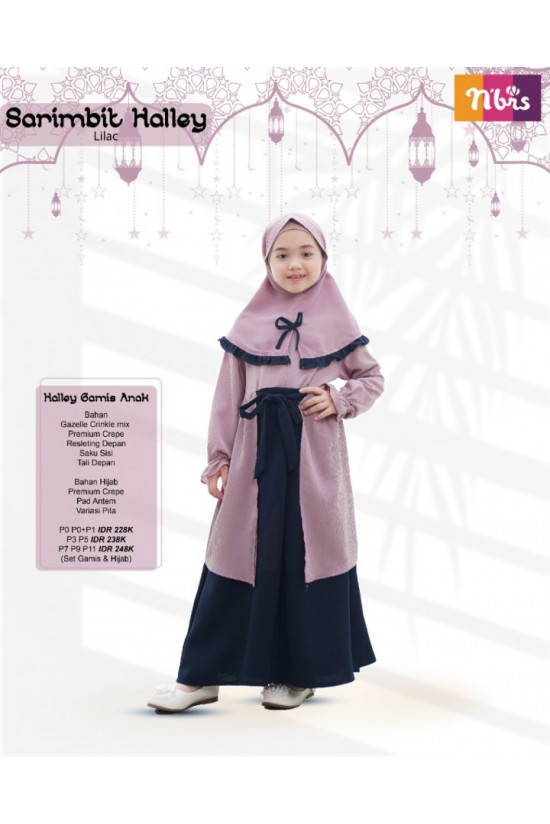 Sarimbit Halley
Lilac
n'brs
Halley Gamis Anak
Bahan
Gazelle Crinkle mix
Premium Crepe
Resleting Depan
Saku Sisi
Tali Depan
Bahan Hijab
Premium Crepe
Pad Antem
Variasi Pita
P0 P0+P1 IDR 228K
P3 P5 IDR 238K
P7 P9 P11 IDR 248K
(Set Gamis & Hijab)